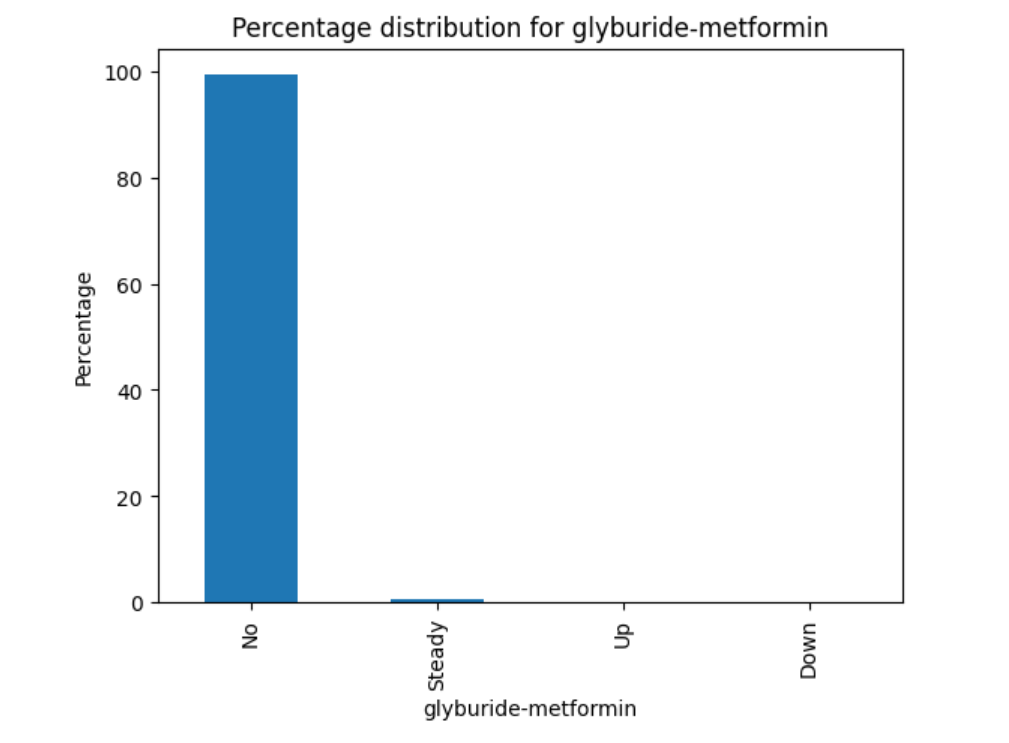 Percentage distribution for glyburide-metformin
100
80
60
40
20
0
Percentage
No
Steady
Up
Down
glyburide-metformin